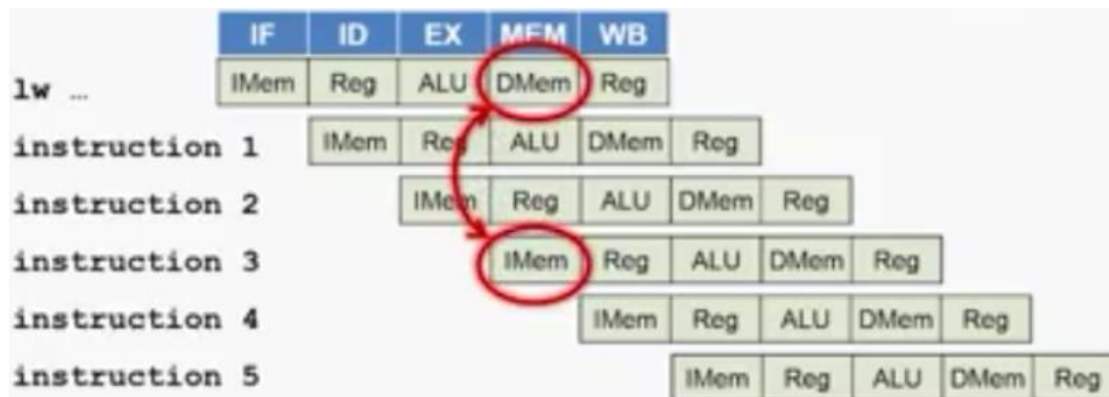 IF ID EX MEM WB
lw … IMem Reg ALU DMem Reg
instruction 1 IMem Reg ALU DMem Reg
instruction 2 IMem Reg ALU DMem Reg
instruction 3 IMem Reg ALU DMem Reg
instruction 4 IMem Reg ALU DMem Reg
instruction 5 IMem Reg ALU DMem Reg